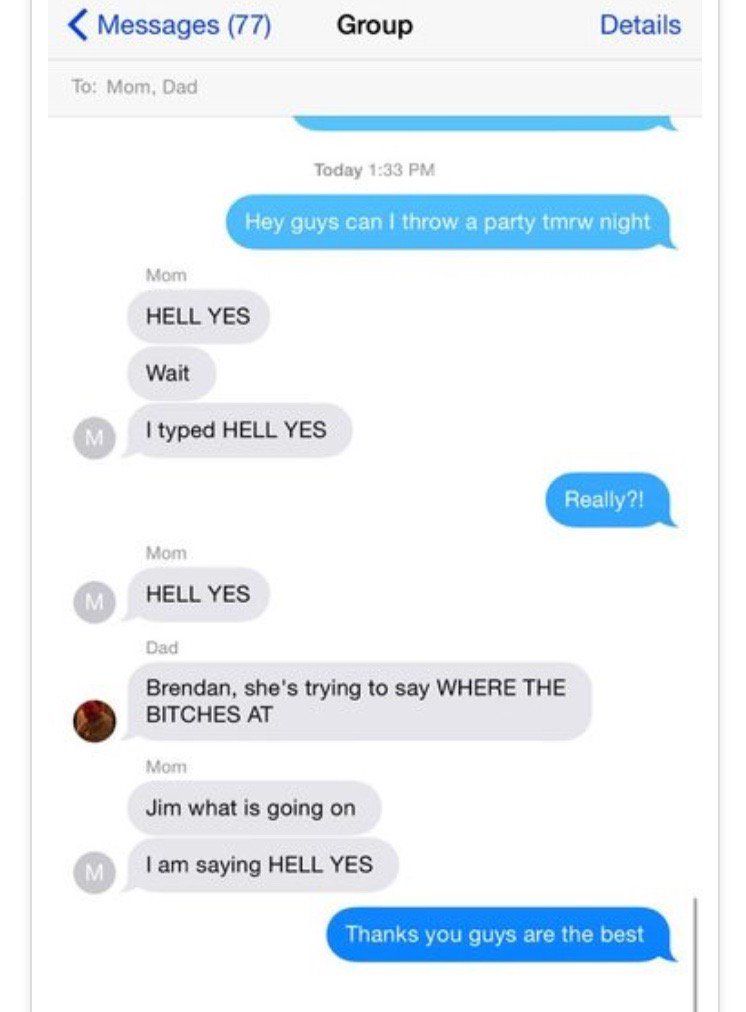 Messages (77) Group Details
To: Mom, Dad
Today 1:33 PM
Hey guys can I throw a party tmrw night
Mom
HELL YES
Wait
I typed HELL YES
M
Really?!
Mom
HELL YES
M
Dad
Brendan, she's trying to say WHERE THE
BITCHES AT
Mom
Jim what is going on
I am saying HELL YES
M
Thanks you guys are the best